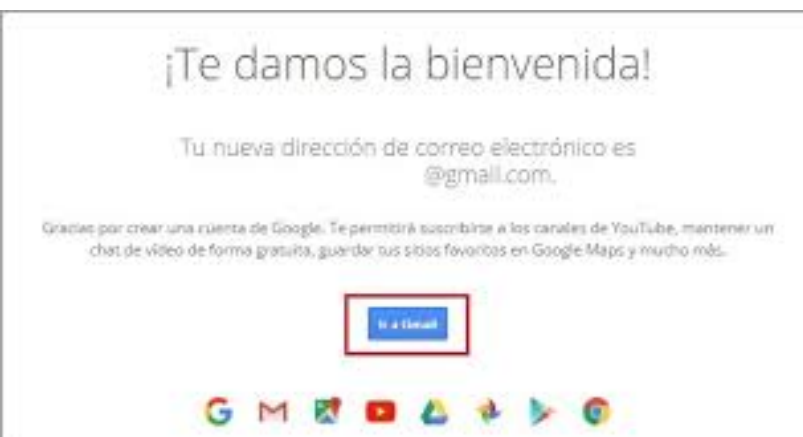 ¡Te damos la bienvenida!
Tu nueva dirección de correo electrónico es
@gmail.com.
Gracias por crear una cuenta de Google. Te permitirá suscribirse a los canales de YouTube, mantener un
chat de vídeo de forma gratuita, guardar tus sitios favoritos en Google Maps y mucho más.
Ir a Gmail